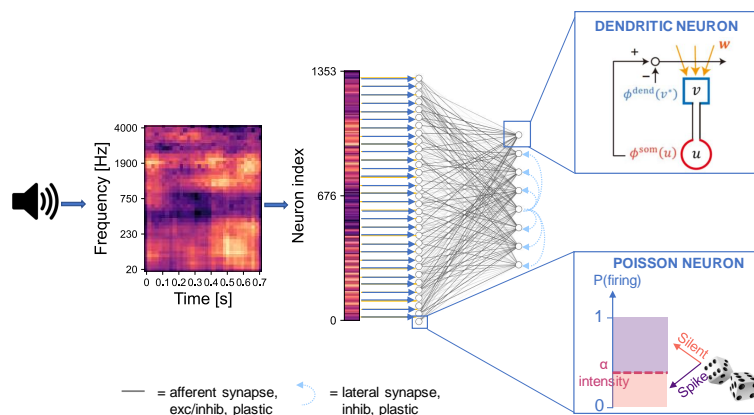 DENDRITIC NEURON
w
+
−
ϕ^dend(v*)
v
ϕ^som(u)
u
1353
676
0
Neuron index
4000
1900
750
230
20
Frequency [Hz]
0 0.1 0.2 0.3 0.4 0.5 0.6 0.7
Time [s]
POISSON NEURON
P(firing)
1
α
intensity
0
Silent
Spike
= afferent synapse,
exc/inhib, plastic
= lateral synapse,
inhib, plastic